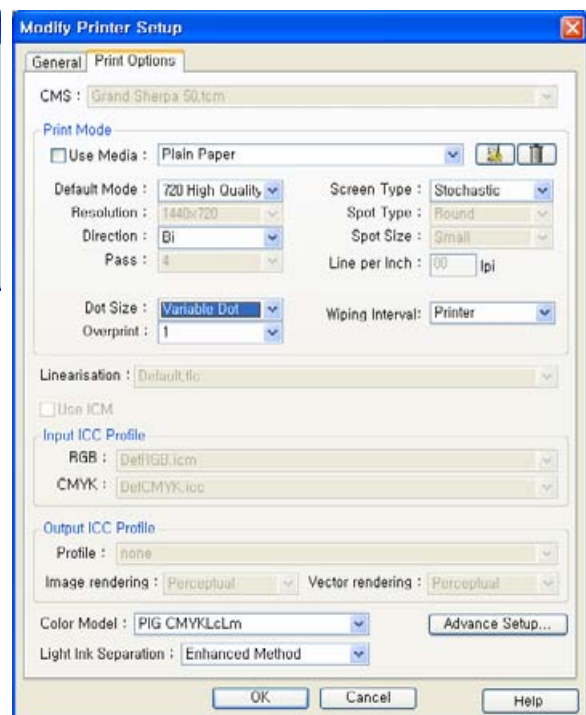 Modify Printer Setup
General Print Options
CMS : Grand Sherpa 50,tcm
Print Mode
Use Media : Plain Paper
Default Mode : 720 High Quality Screen Type : Stochastic
Resolution : 1440x720 Spot Type : Round
Direction : Bi Spot Size : Small
Pass : 4 Line per Inch : 00 lpi
Dot Size : Variable Dot Wiping Interval: Printer
Overprint : 1
Linearisation : Default,tlc
Use ICM
Input ICC Profile
RGB : DefRGB.icm
CMYK : DefCMYK.icc
Output ICC Profile
Profile : none
Image rendering : Perceptual Vector rendering : Perceptual
Color Model : PIG CMYKLcLm Advance Setup...
Light Ink Separation : Enhanced Method
OK Cancel Help